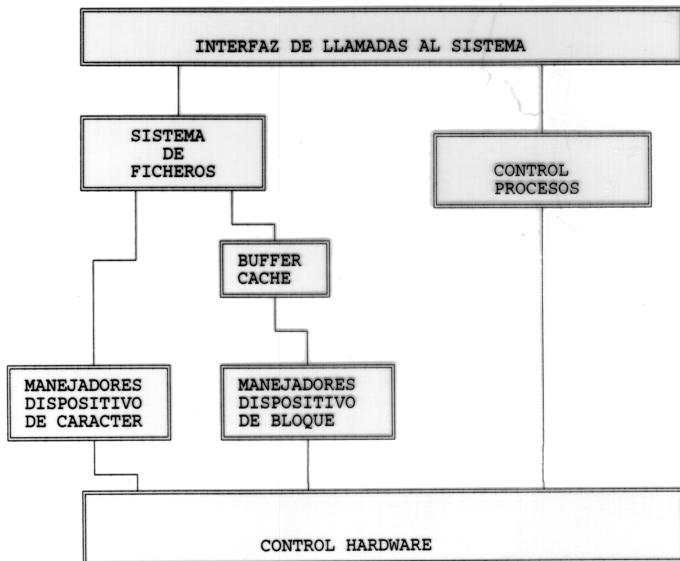 INTERFAZ DE LLAMADAS AL SISTEMA
SISTEMA
DE
FICHEROS
CONTROL
PROCESOS
BUFFER
CACHE
MANEJADORES
DISPOSITIVO
DE CARACTER
MANEJADORES
DISPOSITIVO
DE BLOQUE
CONTROL HARDWARE